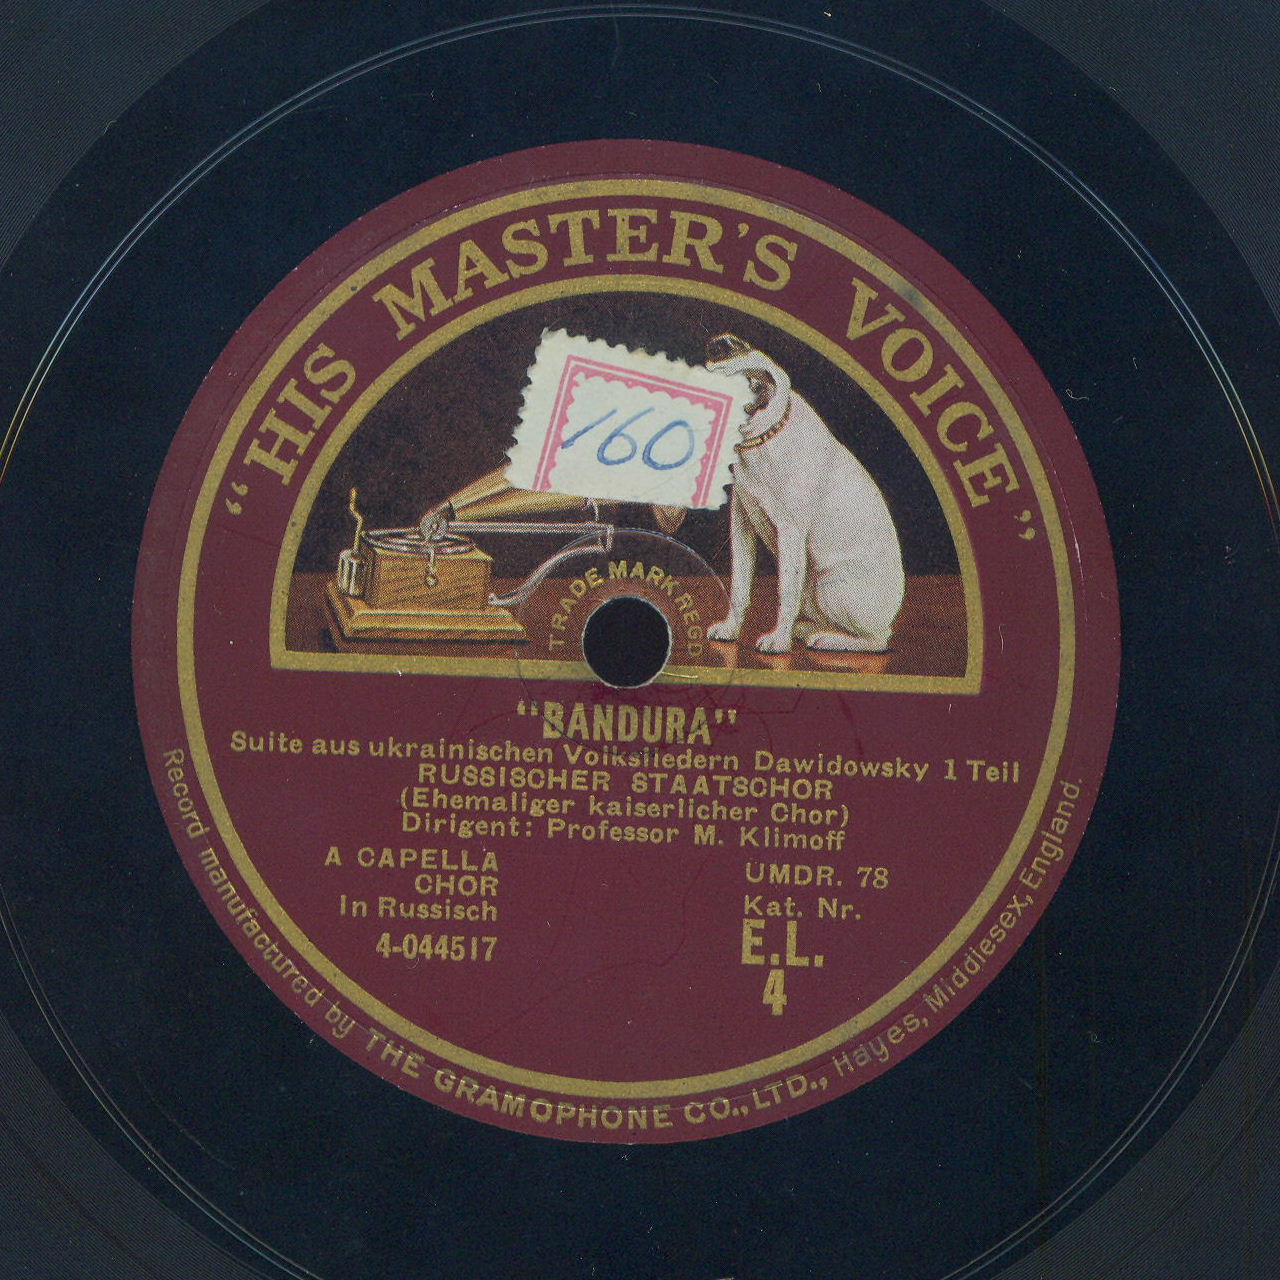 “HIS MASTER'S VOICE”
160
TRADE MARK REGD
“BANDURA”
Suite aus ukrainischen Volksliedern Dawidowsky 1 Teil
RUSSISCHER STAATSCHOR
(Ehemaliger kaiserlicher Chor)
Dirigent: Professor M. Klimoff
A CAPELLA
CHOR
In Russisch
4-044517
UMDR. 78
Kat. Nr.
E.L.
4
Record manufactured by THE GRAMOPHONE CO., LTD., Hayes, Middlesex, England.